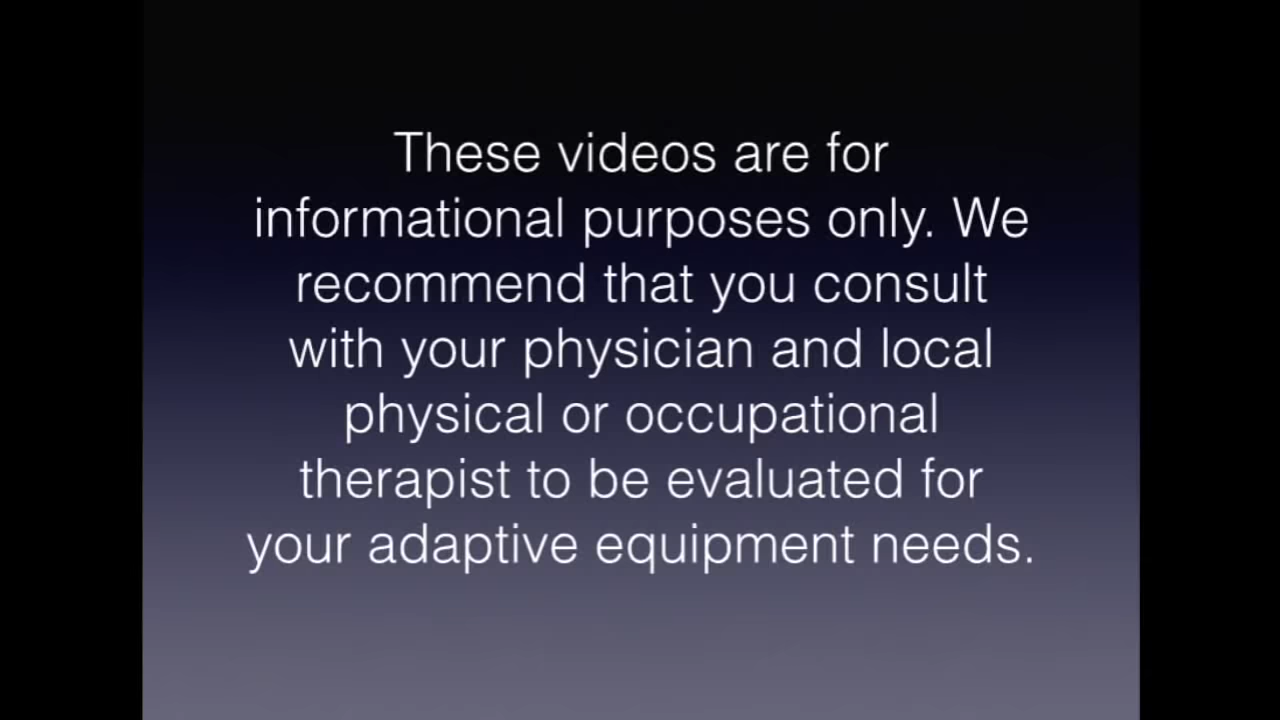 These videos are for
informational purposes only. We
recommend that you consult
with your physician and local
physical or occupational
therapist to be evaluated for
your adaptive equipment needs.